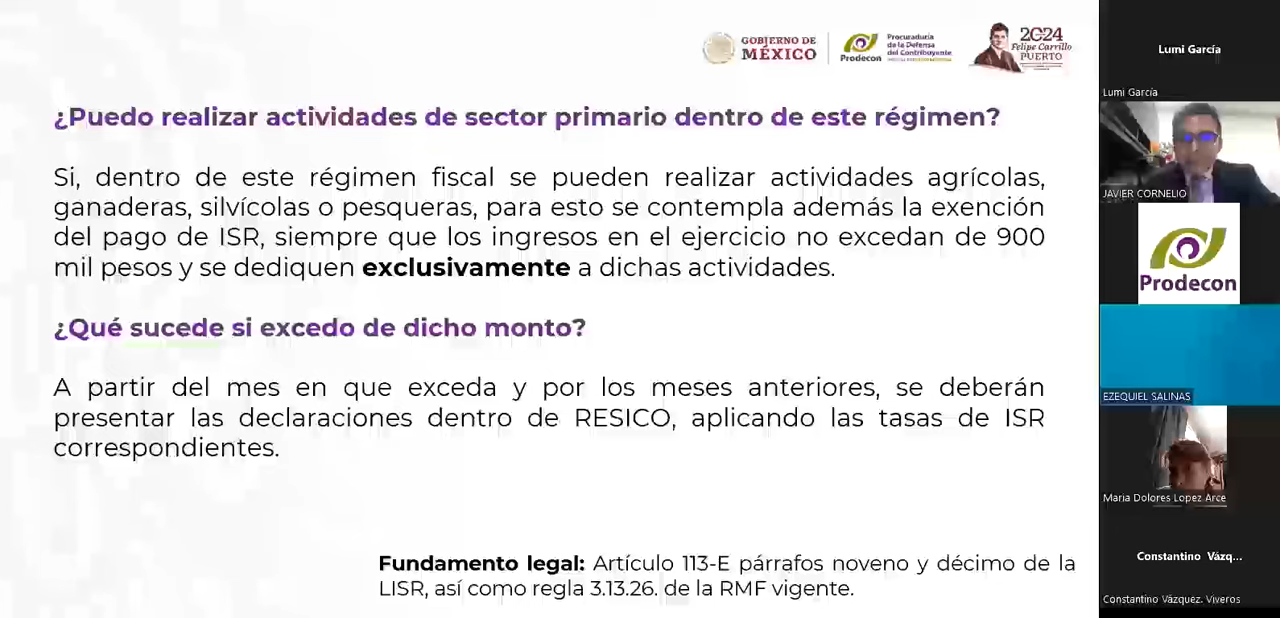 GOBIERNO DE
MÉXICO
Prodecon
Procuraduría
de la Defensa
del Contribuyente
2024
Felipe Carrillo
PUERTO
¿Puedo realizar actividades de sector primario dentro de este régimen?
Si, dentro de este régimen fiscal se pueden realizar actividades agrícolas,
ganaderas, silvícolas o pesqueras, para esto se contempla además la exención
del pago de ISR, siempre que los ingresos en el ejercicio no excedan de 900
mil pesos y se dediquen exclusivamente a dichas actividades.
¿Qué sucede si excedo de dicho monto?
A partir del mes en que exceda y por los meses anteriores, se deberán
presentar las declaraciones dentro de RESICO, aplicando las tasas de ISR
correspondientes.
Fundamento legal: Artículo 113-E párrafos noveno y décimo de la
LISR, así como regla 3.13.26. de la RMF vigente.
Lumi García
Lumi García
JAVIER CORNELIO
Prodecon
EZEQUIEL SALINAS
Maria Dolores Lopez Arce
Constantino Vázq...
Constantino Vázquez. Viveros